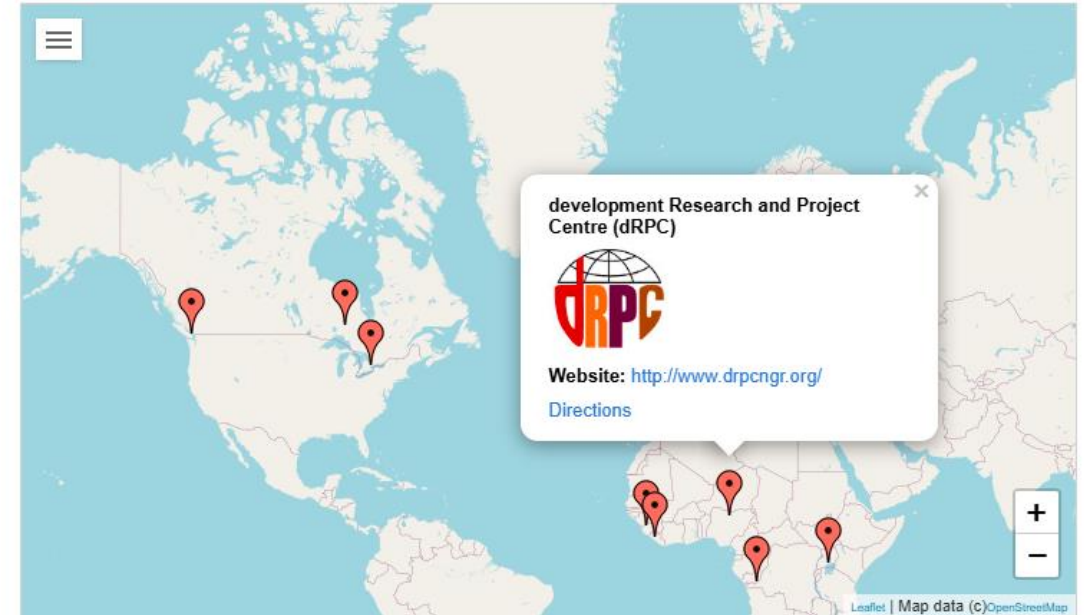 development Research and Project
Centre (dRPC)
dRPC
Website: http://www.drpcngr.org/
Directions
+
−
Leaflet | Map data (c)OpenStreetMap